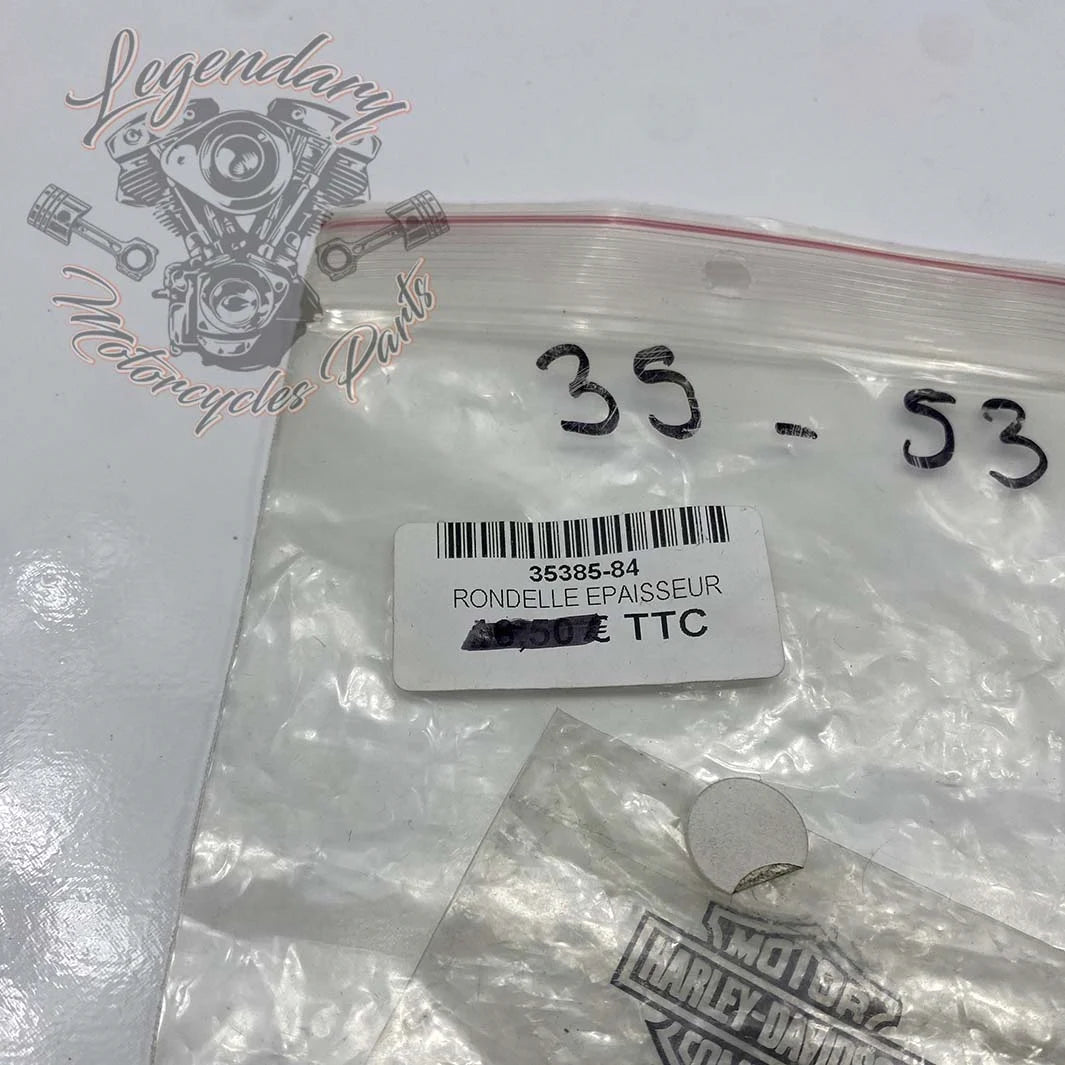 Legendary
Motorcycles Parts
35 - 53
35385-84
RONDELLE EPAISSEUR
€ TTC
MOTOR
HARLEY-DAVIDSON